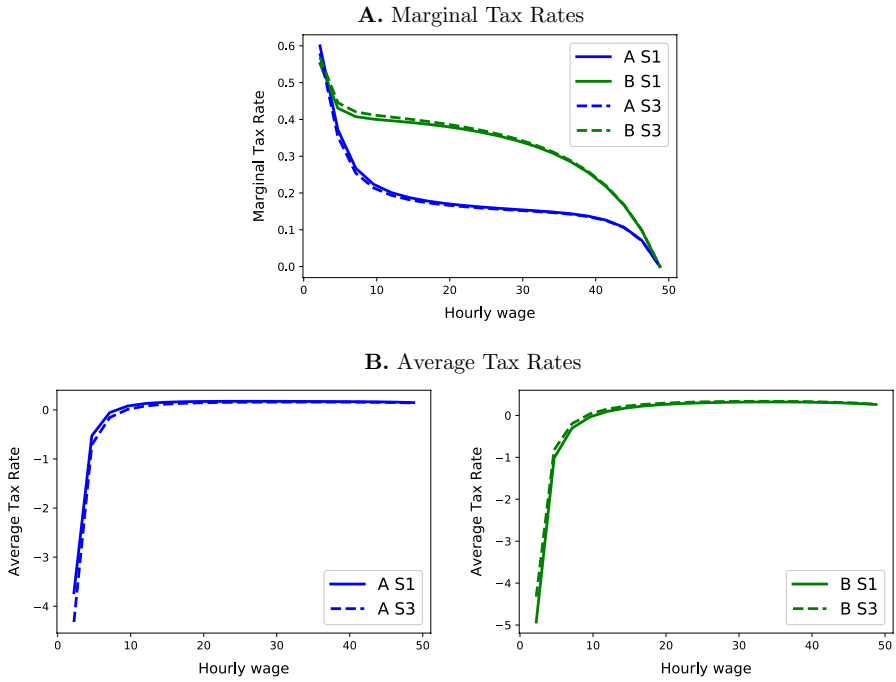 A. Marginal Tax Rates
0.6
0.5
0.4
0.3
0.2
0.1
0.0
Marginal Tax Rate
A S1
B S1
A S3
B S3
0 10 20 30 40 50
Hourly wage
B. Average Tax Rates
0
−1
−2
−3
−4
Average Tax Rate
A S1
A S3
0 10 20 30 40 50
Hourly wage
1
0
−1
−2
−3
−4
−5
Average Tax Rate
B S1
B S3
0 10 20 30 40 50
Hourly wage